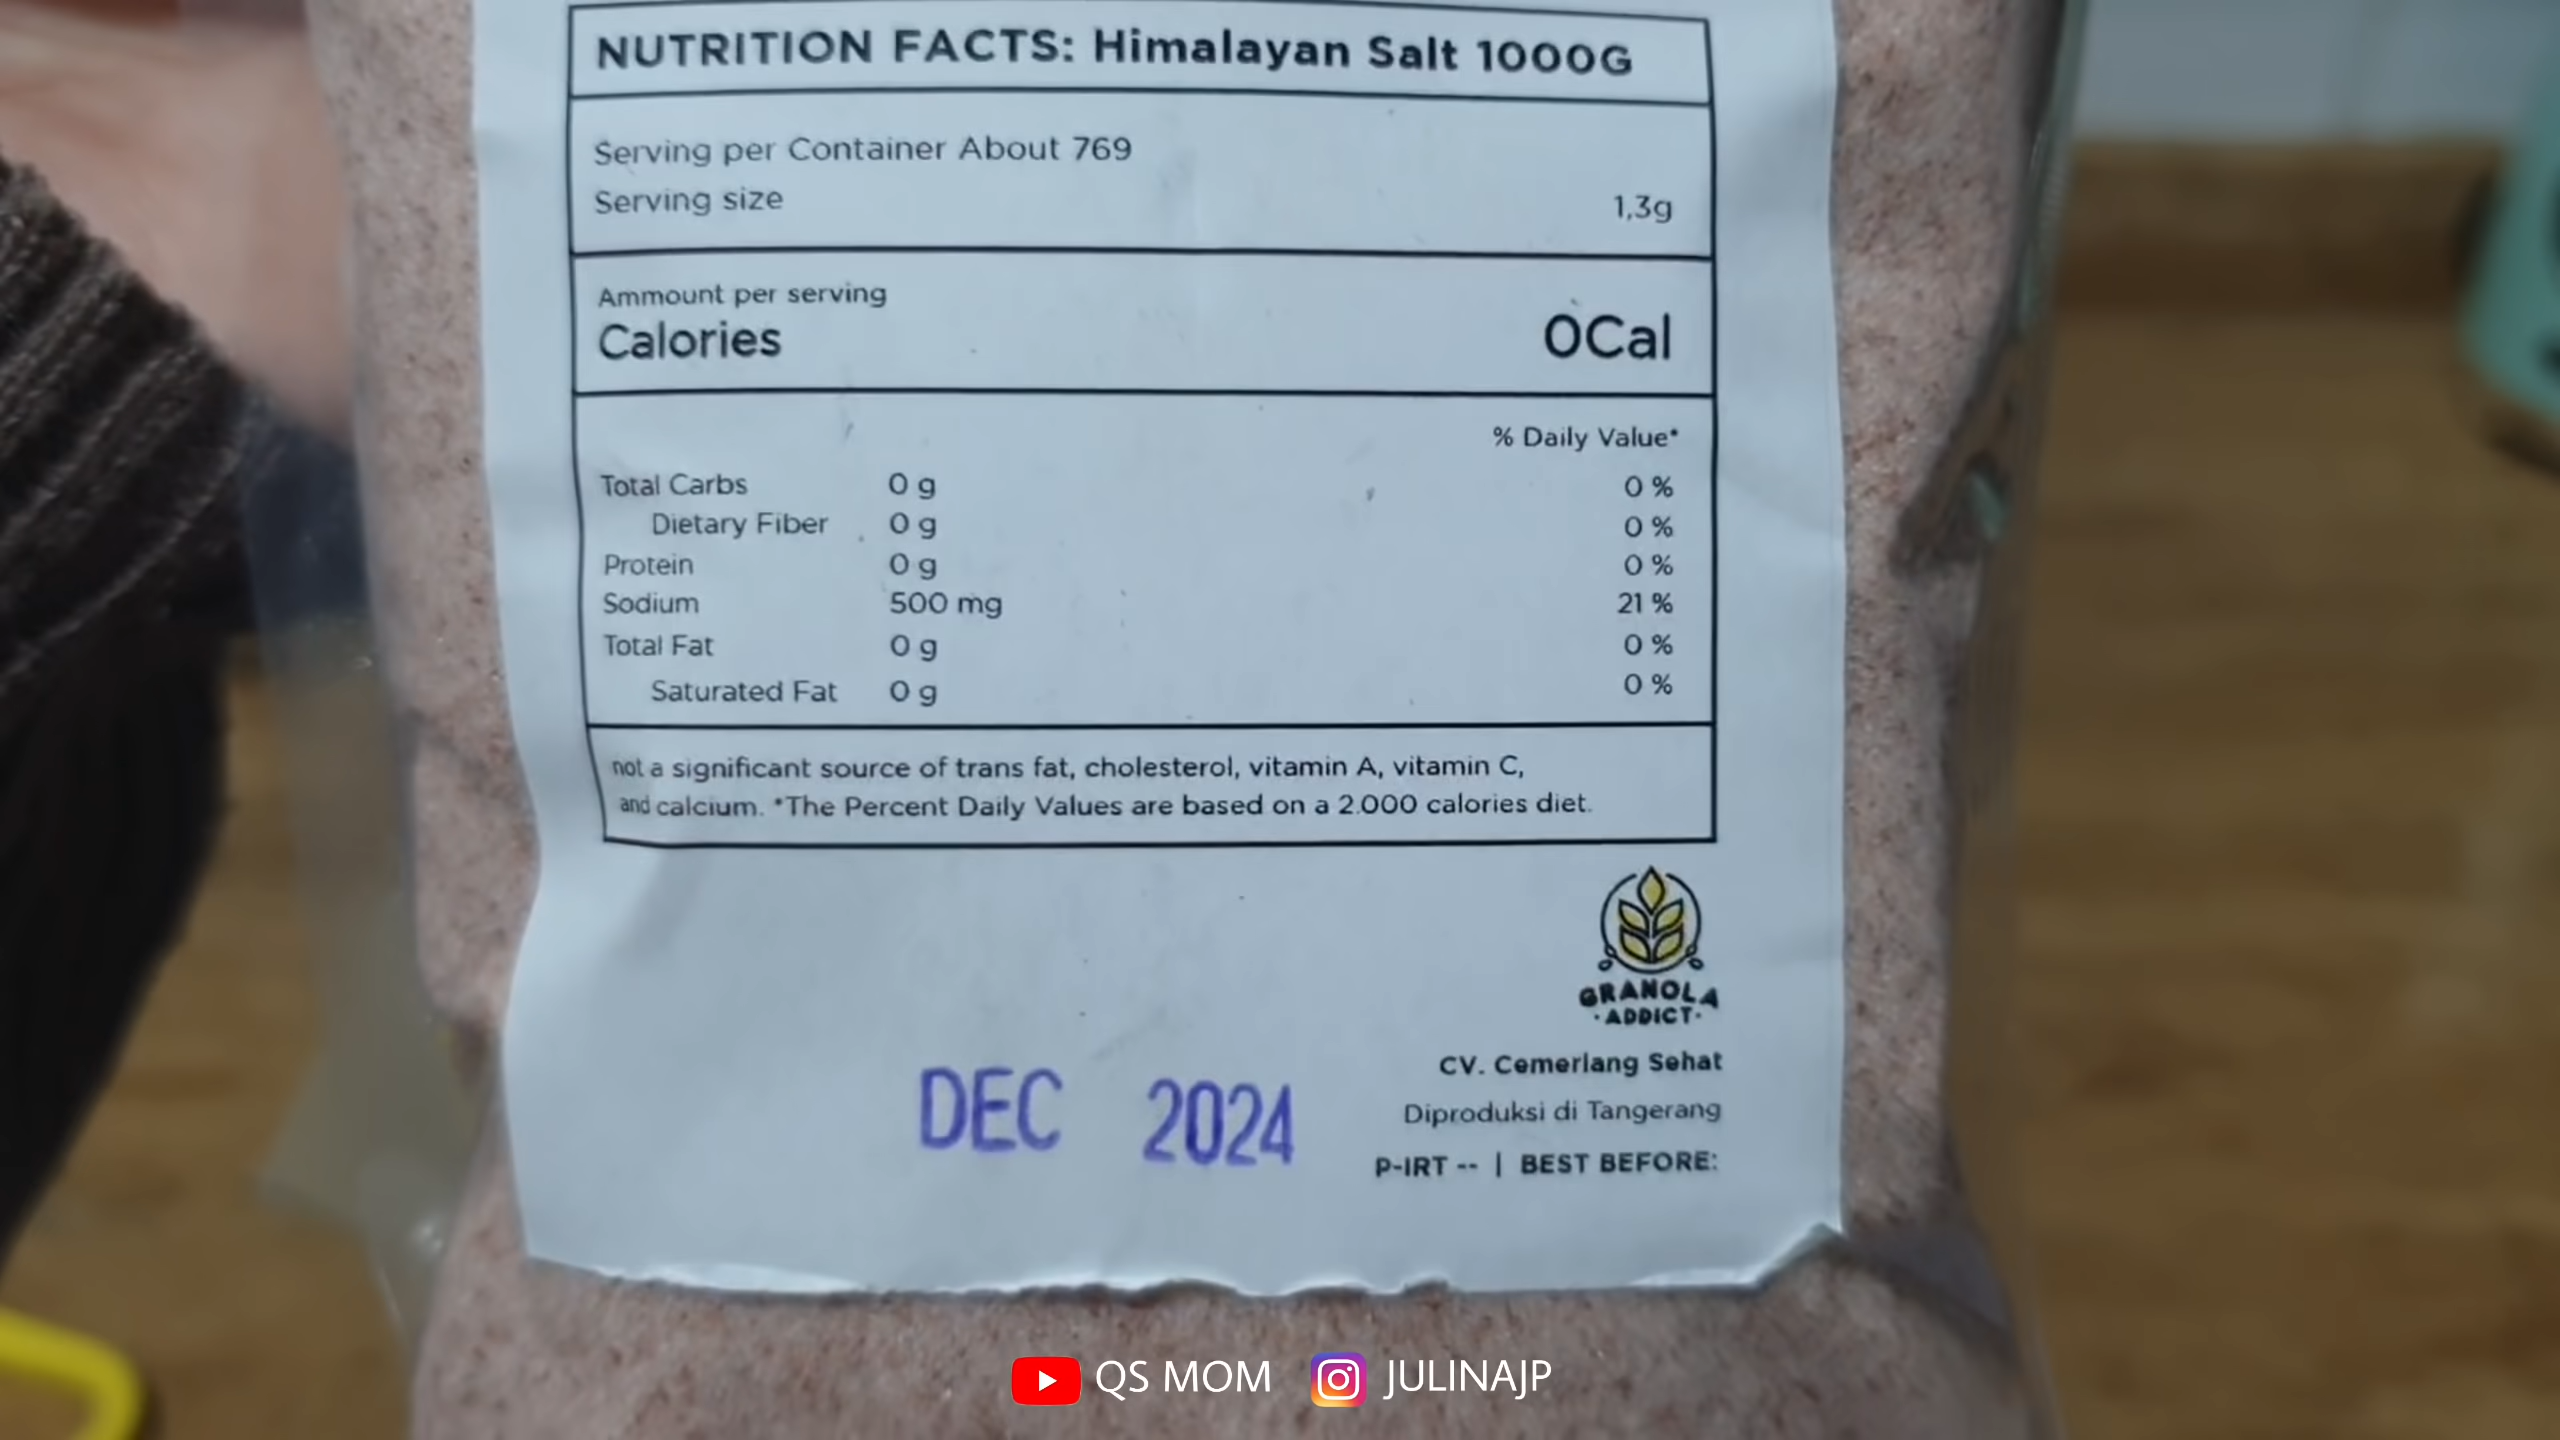 NUTRITION FACTS: Himalayan Salt 1000G
Serving per Container About 769
Serving size 1,3g
Ammount per serving
Calories 0Cal
% Daily Value*
Total Carbs 0 g 0 %
Dietary Fiber 0 g 0 %
Protein 0 g 0 %
Sodium 500 mg 21 %
Total Fat 0 g 0 %
Saturated Fat 0 g 0 %
not a significant source of trans fat, cholesterol, vitamin A, vitamin C,
and calcium. *The Percent Daily Values are based on a 2.000 calories diet.
GRANOLA
·ADDICT·
CV. Cemerlang Sehat
Diproduksi di Tangerang
P-IRT -- | BEST BEFORE:
DEC 2024
QS MOM JULINAJP